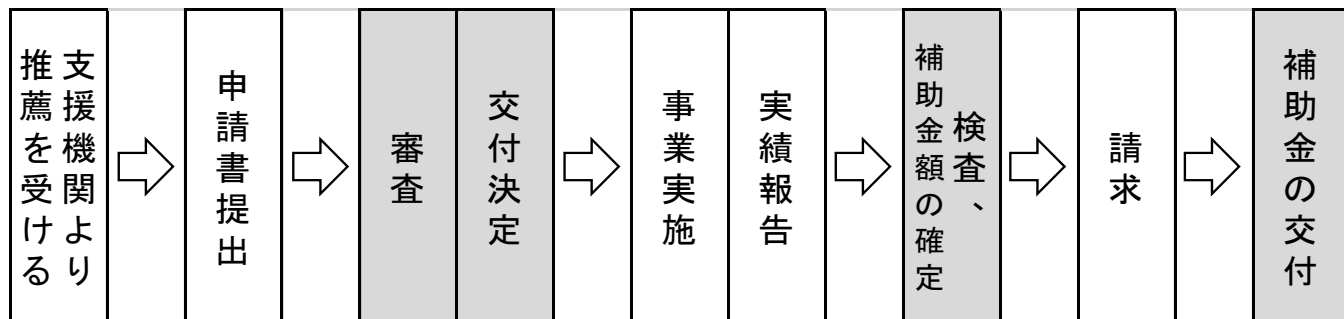 支援機関より
推薦を受ける
申請書提出
審査
交付決定
事業実施
実績報告
検査、
補助金額の確定
請求
補助金の交付